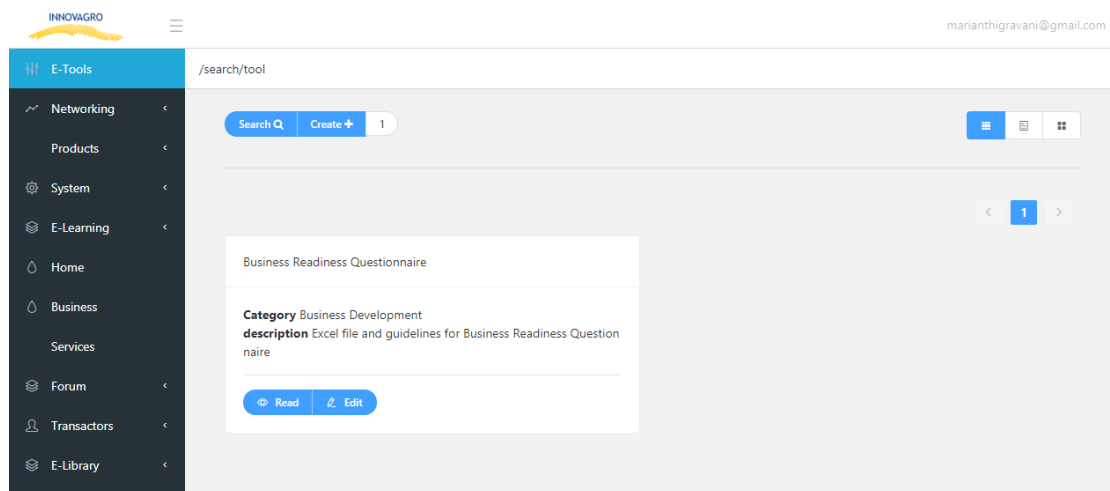 INNOVAGRO
marianthigravani@gmail.com
E-Tools
/search/tool
Networking
Products
System
E-Learning
Home
Business
Services
Forum
Transactors
E-Library
Search Create 1
1
Business Readiness Questionnaire
Category Business Development
description Excel file and guidelines for Business Readiness Question
naire
Read Edit